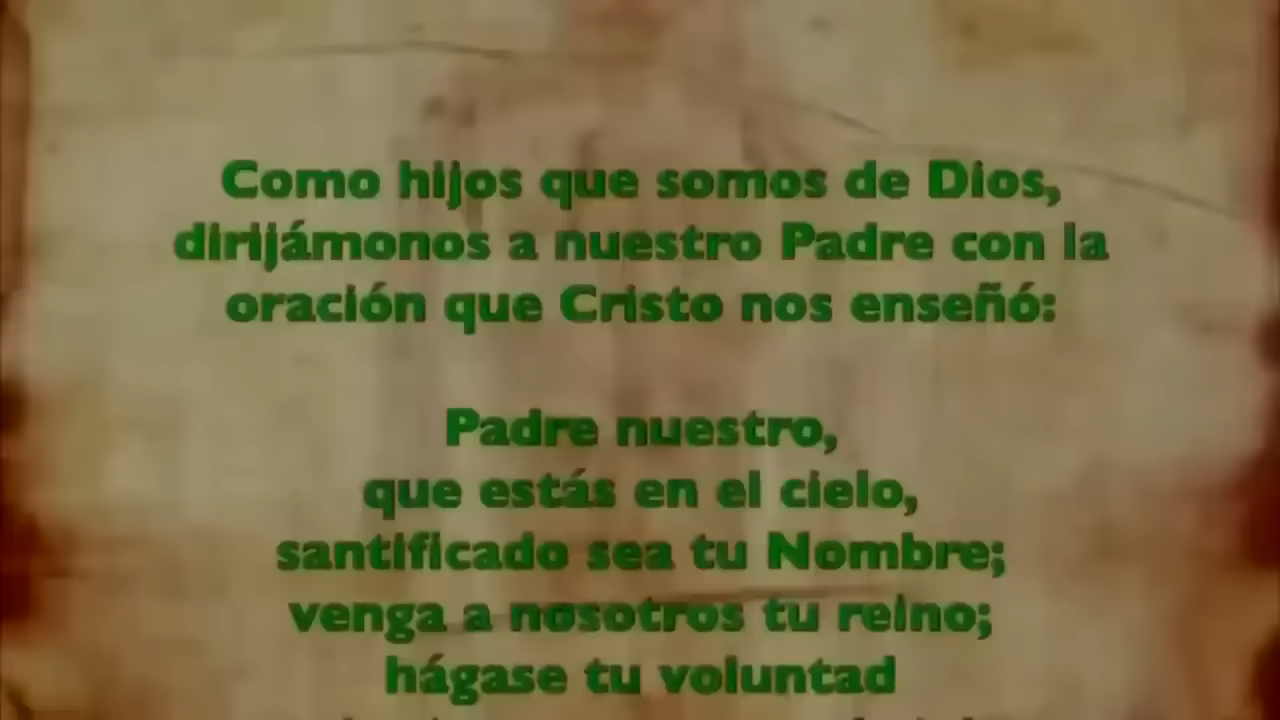 Como hijos que somos de Dios,
dirijámonos a nuestro Padre con la
oración que Cristo nos enseñó:
Padre nuestro,
que estás en el cielo,
santificado sea tu Nombre;
venga a nosotros tu reino;
hágase tu voluntad